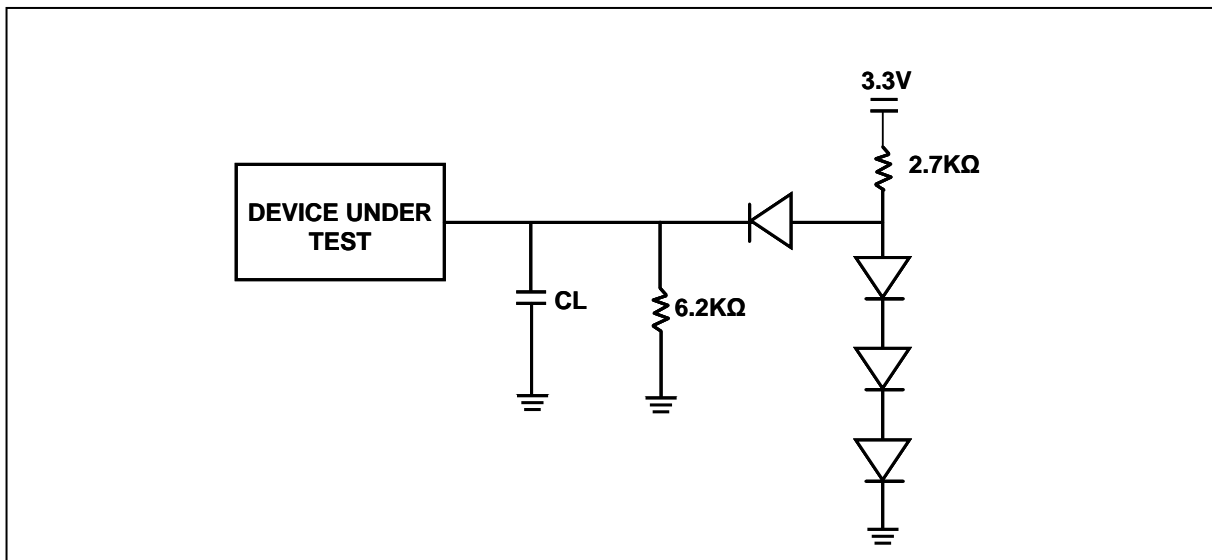 3.3V
2.7KΩ
DEVICE UNDER
TEST
CL
6.2KΩ